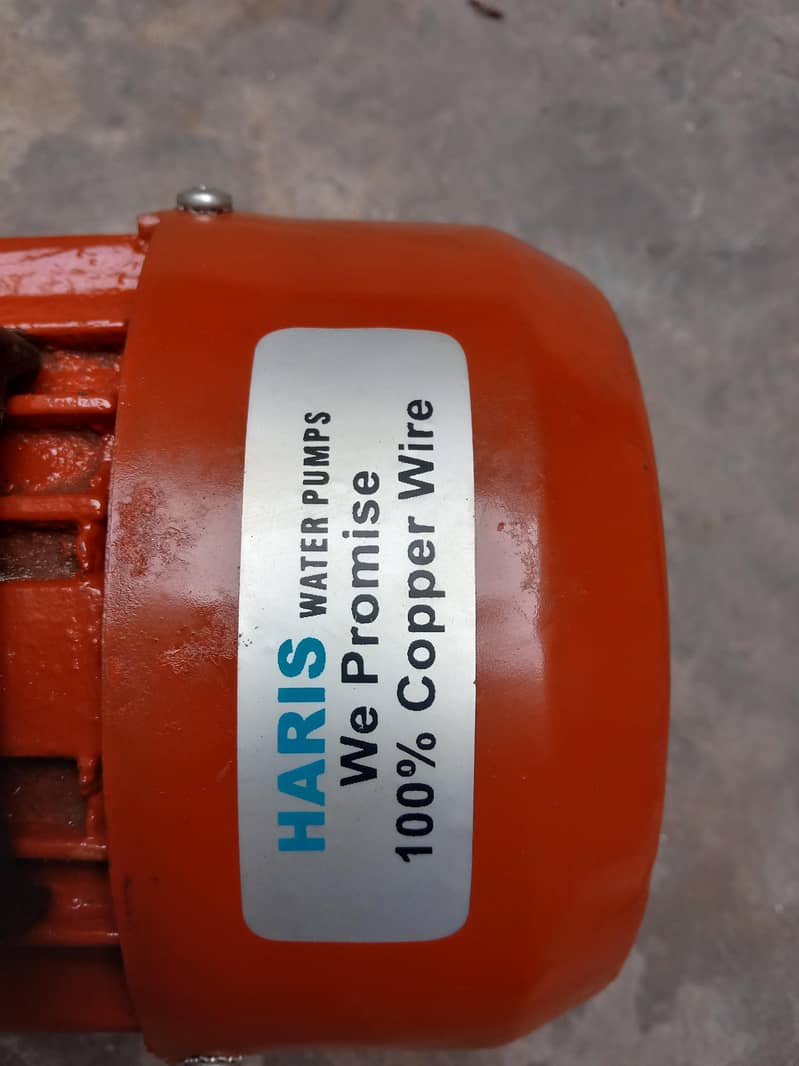 HARIS WATER PUMPS
We Promise
100% Copper Wire